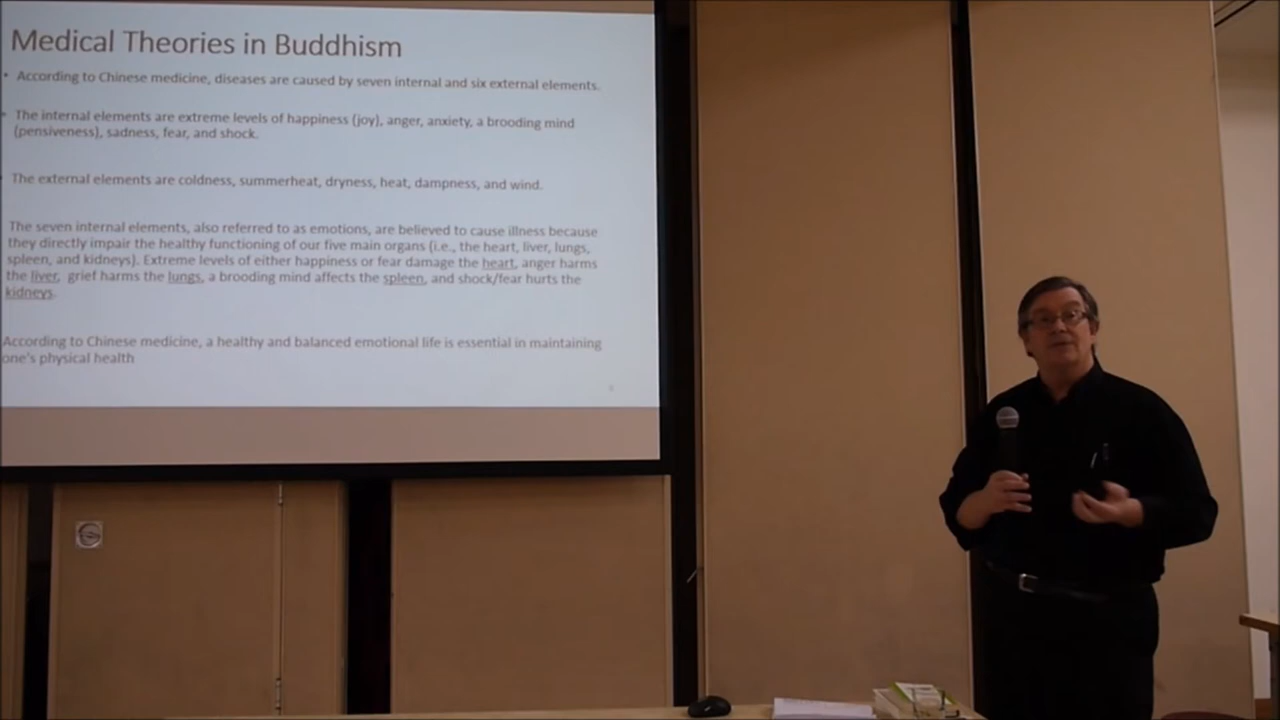 Medical Theories in Buddhism
• According to Chinese medicine, diseases are caused by seven internal and six external elements.
• The internal elements are extreme levels of happiness (joy), anger, anxiety, a brooding mind
(pensiveness), sadness, fear, and shock.
The external elements are coldness, summerheat, dryness, heat, dampness, and wind.
The seven internal elements, also referred to as emotions, are believed to cause illness because
they directly impair the healthy functioning of our five main organs (i.e., the heart, liver, lungs,
spleen, and kidneys). Extreme levels of either happiness or fear damage the heart, anger harms
the liver, grief harms the lungs, a brooding mind affects the spleen, and shock/fear hurts the
kidneys.
According to Chinese medicine, a healthy and balanced emotional life is essential in maintaining
one's physical health